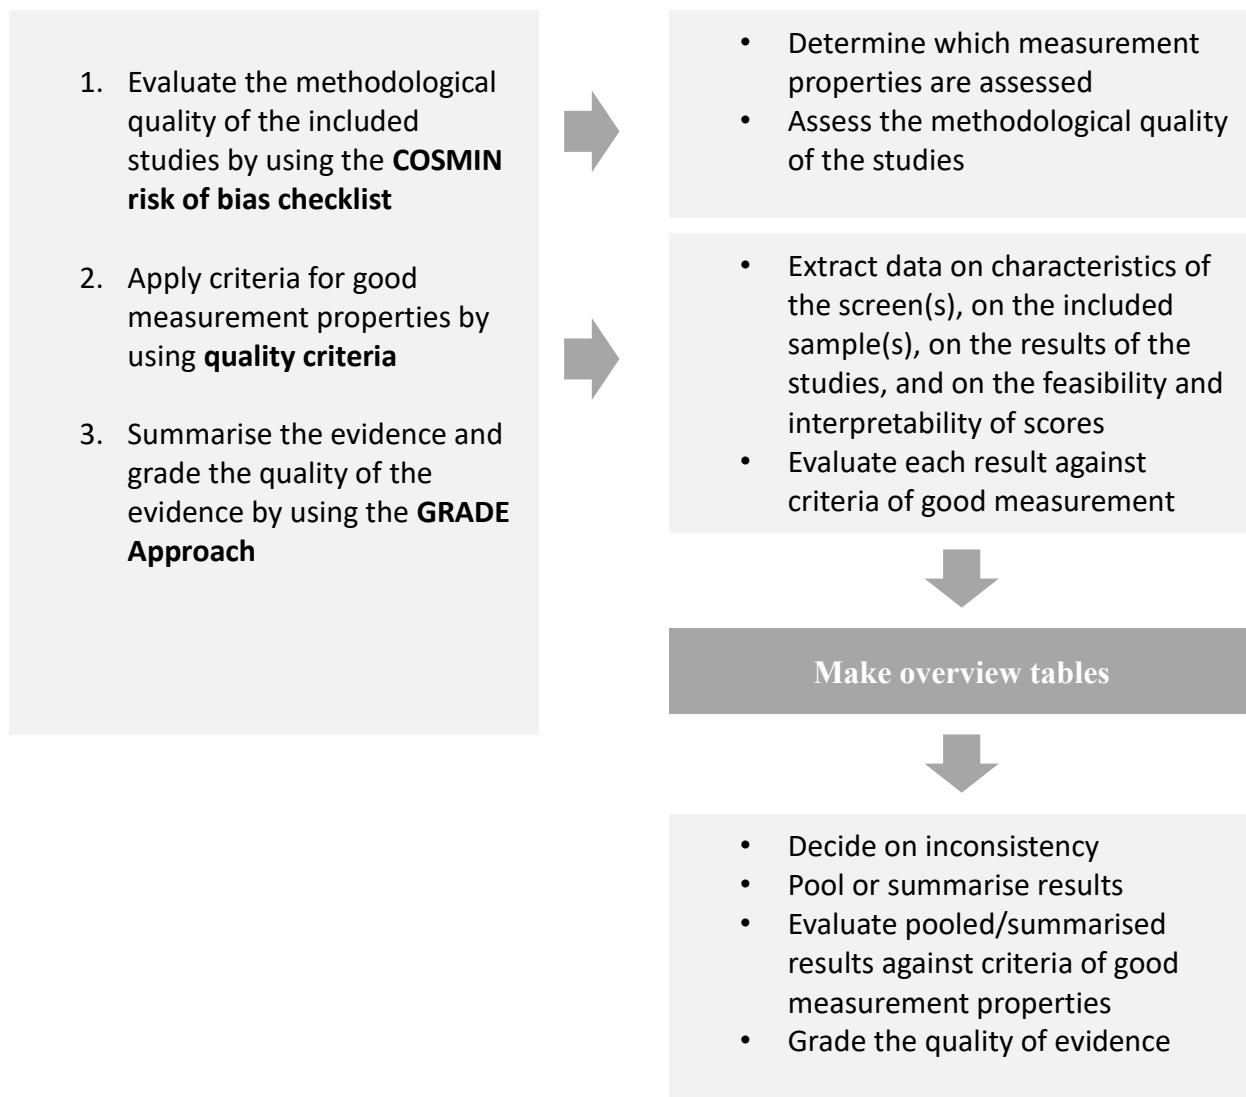 1. Evaluate the methodological
quality of the included
studies by using the COSMIN
risk of bias checklist
2. Apply criteria for good
measurement properties by
using quality criteria
3. Summarise the evidence and
grade the quality of the
evidence by using the GRADE
Approach
• Determine which measurement
properties are assessed
• Assess the methodological quality
of the studies
• Extract data on characteristics of
the screen(s), on the included
sample(s), on the results of the
studies, and on the feasibility and
interpretability of scores
• Evaluate each result against
criteria of good measurement
Make overview tables
• Decide on inconsistency
• Pool or summarise results
• Evaluate pooled/summarised
results against criteria of good
measurement properties
• Grade the quality of evidence